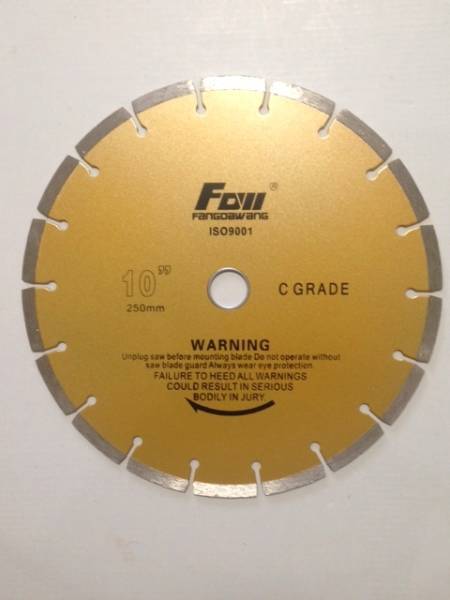 FDW ®
FANGDAWANG
ISO9001
10"
250mm
C GRADE
WARNING
Unplug saw before mounting blade Do not operate without
saw blade guard Always wear eye protection
FAILURE TO HEED ALL WARNINGS
COULD RESULT IN SERIOUS
BODILY IN JURY